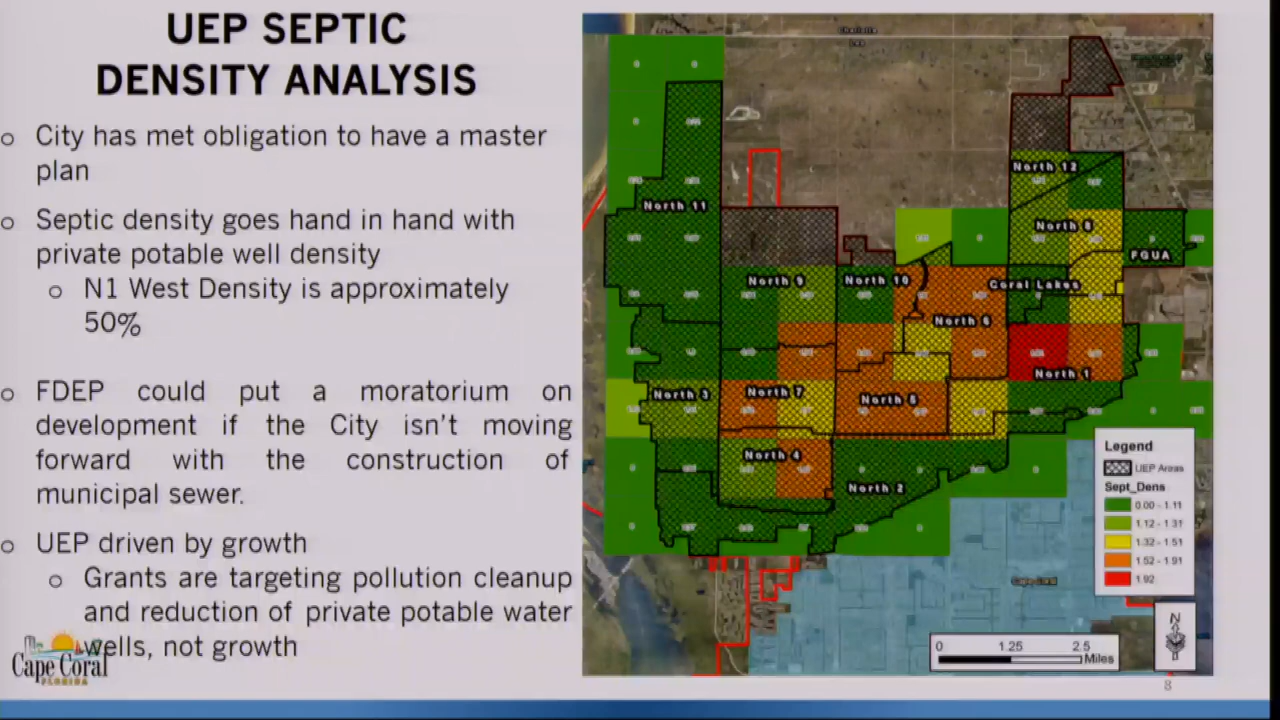 UEP SEPTIC
DENSITY ANALYSIS
o City has met obligation to have a master
plan
o Septic density goes hand in hand with
private potable well density
o N1 West Density is approximately
50%
o FDEP could put a moratorium on
development if the City isn't moving
forward with the construction of
municipal sewer.
o UEP driven by growth
o Grants are targeting pollution cleanup
and reduction of private potable water
wells, not growth
Cape Coral
FLORIDA
Charlotte
Lee
North 12
North 11
North 8
FGUA
North 9
North 10
Coral Lakes
North 6
North 1
North 3
North 7
North 5
North 4
North 2
Cape Coral
Legend
UEP Areas
Sept_Dens
0.00 - 1.11
1.12 - 1.31
1.32 - 1.51
1.52 - 1.91
1.92
0 1.25 2.5
Miles
N
8